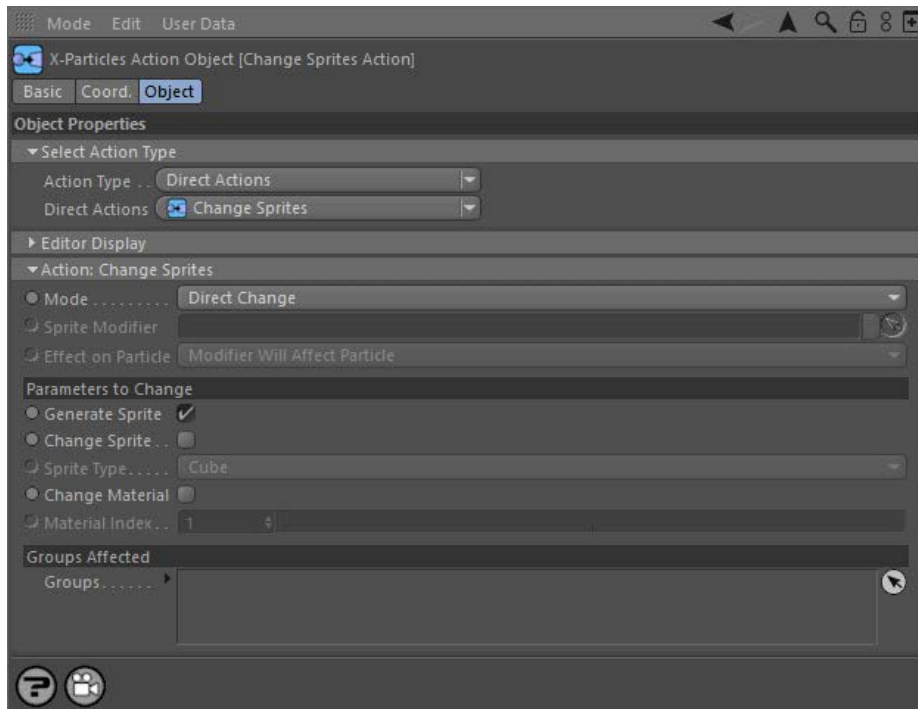 Mode Edit User Data
X-Particles Action Object [Change Sprites Action]
Basic Coord. Object
Object Properties
Select Action Type
Action Type . . Direct Actions
Direct Actions Change Sprites
Editor Display
Action: Change Sprites
Mode . . . . . . . . . Direct Change
Sprite Modifier
Effect on Particle Modifier Will Affect Particle
Parameters to Change
Generate Sprite
Change Sprite . .
Sprite Type. . . . . Cube
Change Material
Material Index . . 1
Groups Affected
Groups. . . . . .